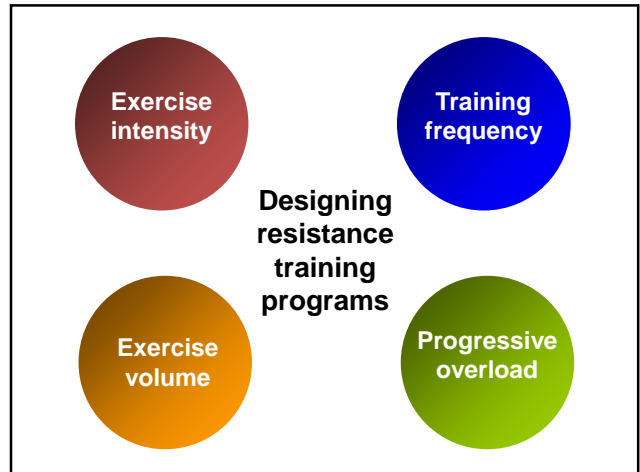 Exercise
intensity
Training
frequency
Designing
resistance
training
programs
Exercise
volume
Progressive
overload